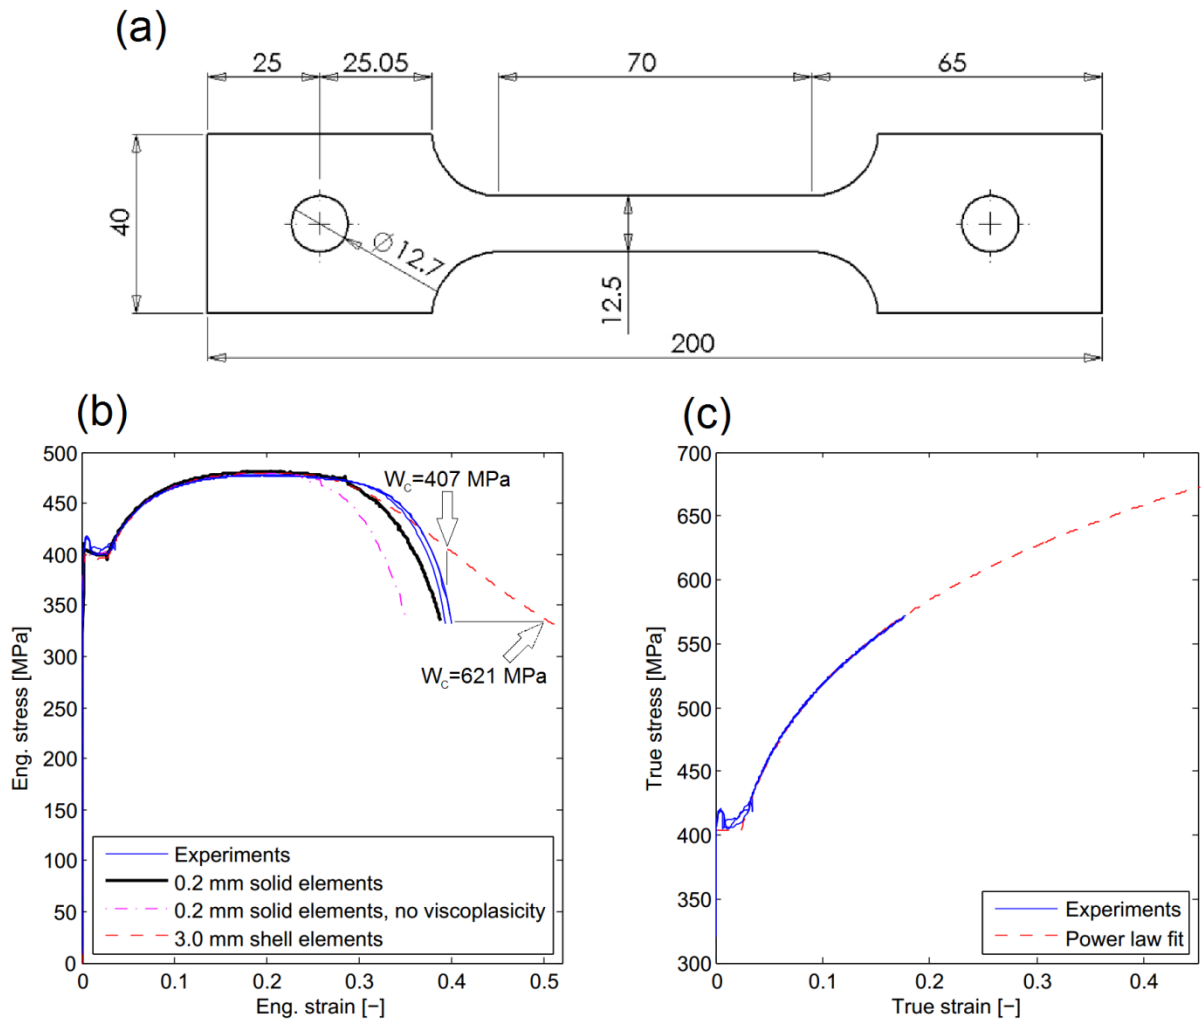 (a)
25
25.05
70
65
40
Ø12.7
12.5
200
(b)
(c)
500
450
400
350
300
250
200
150
100
50
0
Eng. stress [MPa]
W_C=407 MPa
W_C=621 MPa
Experiments
0.2 mm solid elements
0.2 mm solid elements, no viscoplasicity
3.0 mm shell elements
0
0.1
0.2
0.3
0.4
0.5
Eng. strain [−]
700
650
600
550
500
450
400
350
300
True stress [MPa]
Experiments
Power law fit
0
0.1
0.2
0.3
0.4
True strain [−]